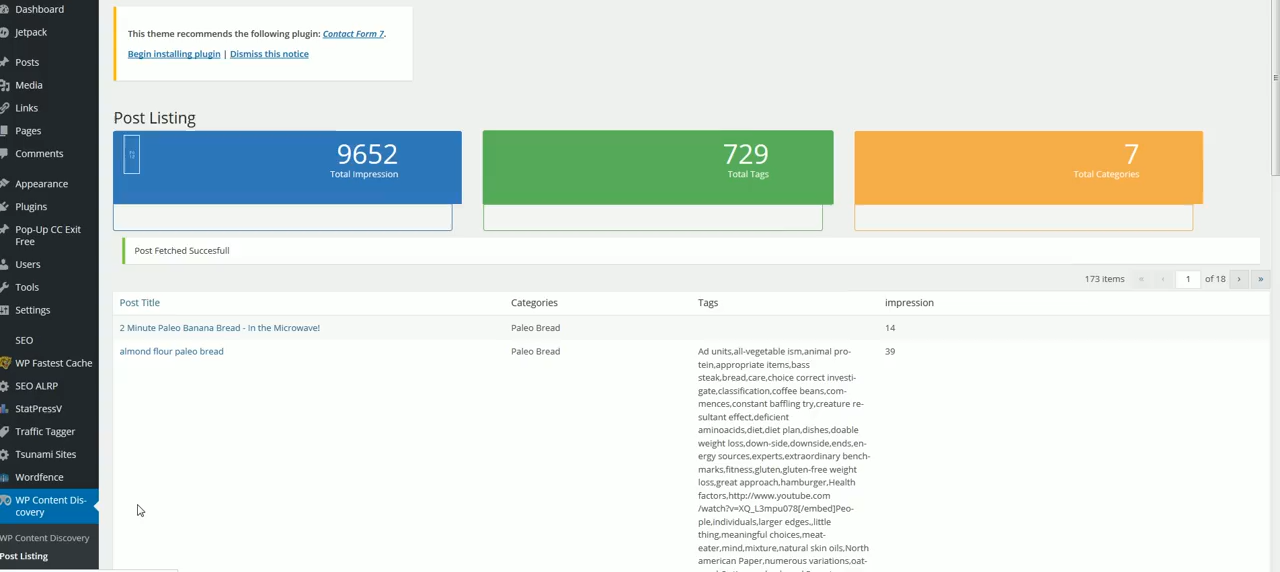 Dashboard
Jetpack
Posts
Media
Links
Pages
Comments
Appearance
Plugins
Pop-Up CC Exit
Free
Users
Tools
Settings
SEO
WP Fastest Cache
SEO ALRP
StatPressV
Traffic Tagger
Tsunami Sites
Wordfence
WP Content Dis-
covery
WP Content Discovery
Post Listing
This theme recommends the following plugin: Contact Form 7.
Begin installing plugin | Dismiss this notice
Post Listing
9652
Total Impression
729
Total Tags
7
Total Categories
Post Fetched Succesfull
173 items « ‹ 1 of 18 › »
Post Title Categories Tags impression
2 Minute Paleo Banana Bread - In the Microwave! Paleo Bread 14
almond flour paleo bread Paleo Bread Ad units,all-vegetable ism,animal pro- 39
tein,appropriate items,bass
steak,bread,care,choice correct investi-
gate,classification,coffee beans,com-
mences,constant baffling try,creature re-
sultant effect,deficient
aminoacids,diet,diet plan,dishes,doable
weight loss,down-side,downside,ends,en-
ergy sources,experts,extraordinary bench-
marks,fitness,gluten,gluten-free weight
loss,great approach,hamburger,Health
factors,http://www.youtube.com
/watch?v=XQ_L3mpu078[/embed]Peo-
ple,individuals,larger edges.,little
thing,meaningful choices,meat-
eater,mind,mixture,natural skin oils,North
american Paper,numerous variations,oat-